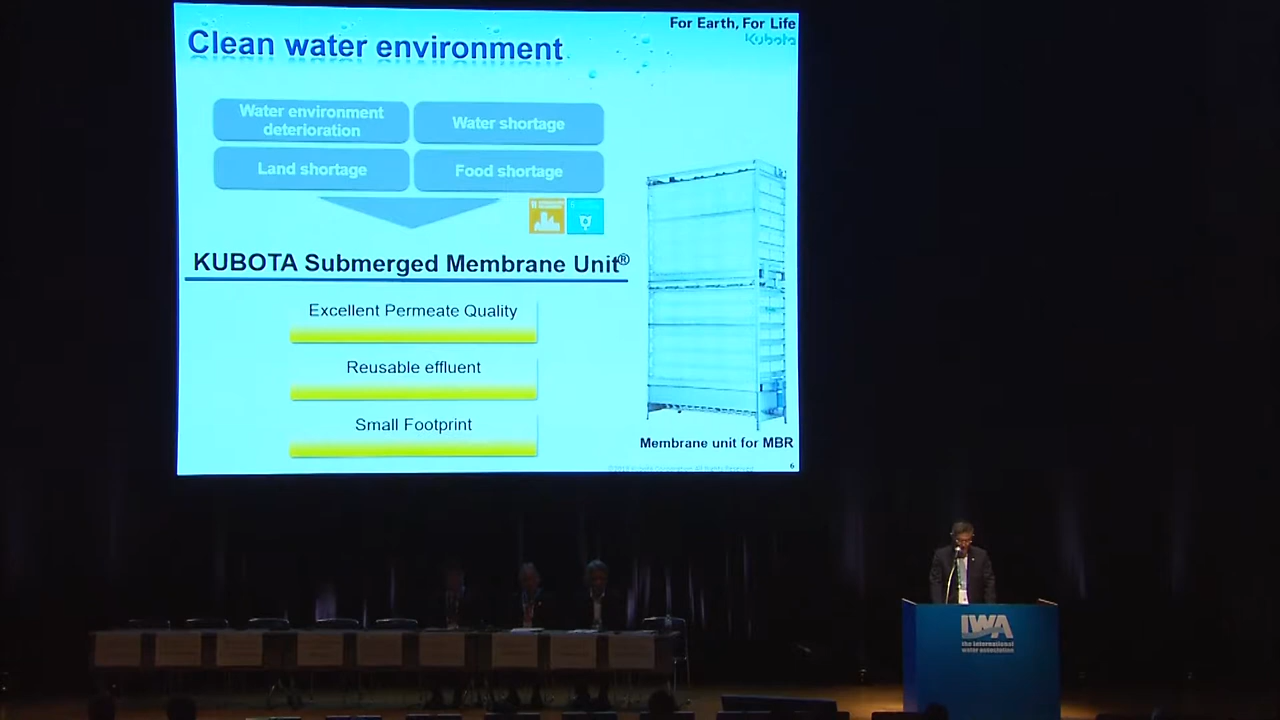 For Earth, For Life
Kubota
Clean water environment
Water environment
deterioration
Water shortage
Land shortage
Food shortage
KUBOTA Submerged Membrane Unit®
Excellent Permeate Quality
Reusable effluent
Small Footprint
Membrane unit for MBR
6
IWA
the international
water association